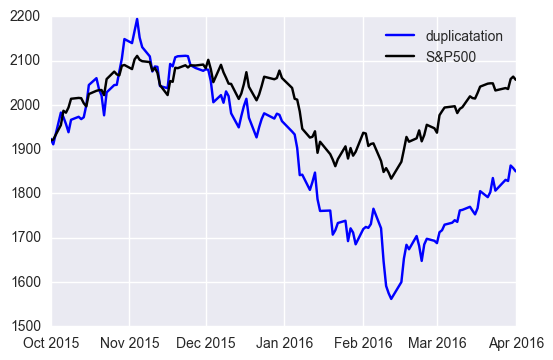 2200
2100
2000
1900
1800
1700
1600
1500
duplicatation
S&P500
Oct 2015
Nov 2015
Dec 2015
Jan 2016
Feb 2016
Mar 2016
Apr 2016